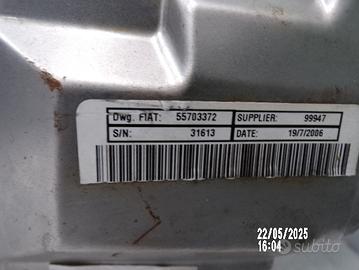 Dwg. FIAT: 55703372 SUPPLIER: 99947
S/N: 31613 DATE: 19/7/2006
22/05/2025
16:04
subito